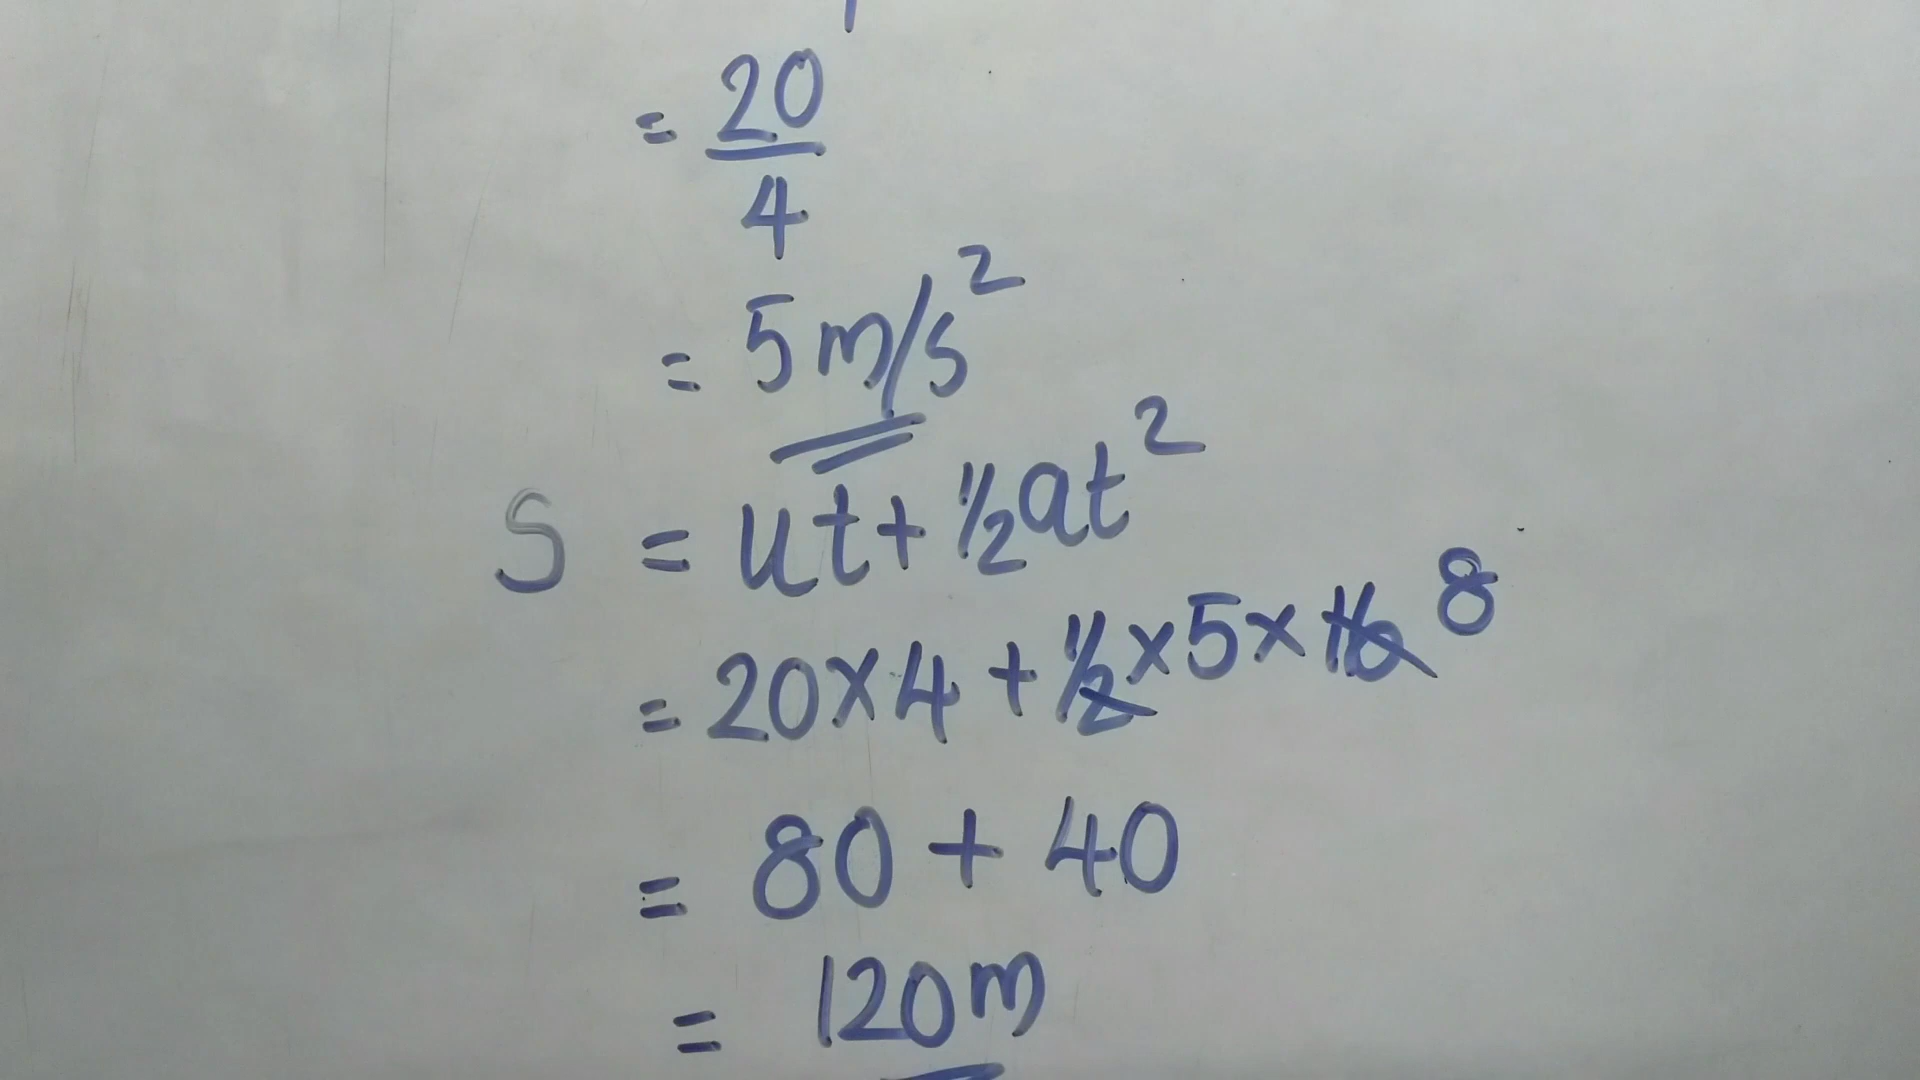 = 20/4
= 5 m/s²
S = ut + ½at²
= 20 × 4 + ½ × 5 × 16 8
= 80 + 40
= 120m